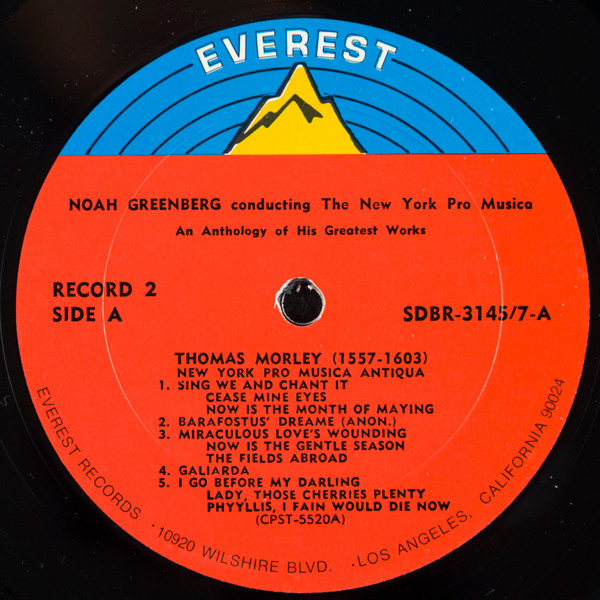 EVEREST
NOAH GREENBERG conducting The New York Pro Musica
An Anthology of His Greatest Works
RECORD 2
SIDE A
SDBR-3145/7-A
THOMAS MORLEY (1557-1603)
NEW YORK PRO MUSICA ANTIQUA
1. SING WE AND CHANT IT
CEASE MINE EYES
NOW IS THE MONTH OF MAYING
2. BARAFOSTUS' DREAME (ANON.)
3. MIRACULOUS LOVE'S WOUNDING
NOW IS THE GENTLE SEASON
THE FIELDS ABROAD
4. GALIARDA
5. I GO BEFORE MY DARLING
LADY, THOSE CHERRIES PLENTY
PHYYLLIS, I FAIN WOULD DIE NOW
(CPST-5520A)
EVEREST RECORDS · 10920 WILSHIRE BLVD. · LOS ANGELES, CALIFORNIA 90024